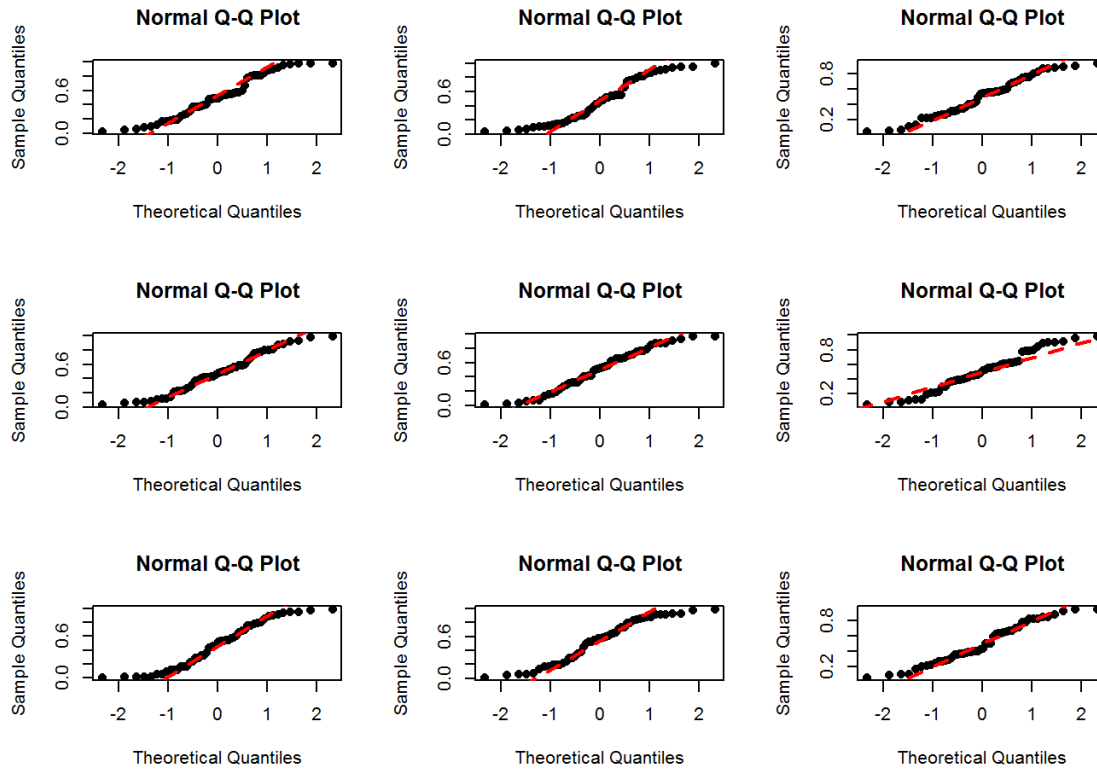 Normal Q-Q Plot Normal Q-Q Plot Normal Q-Q Plot
Sample Quantiles Sample Quantiles Sample Quantiles
0.0 0.6 0.0 0.6 0.2 0.8
-2 -1 0 1 2 -2 -1 0 1 2 -2 -1 0 1 2
Theoretical Quantiles Theoretical Quantiles Theoretical Quantiles
Normal Q-Q Plot Normal Q-Q Plot Normal Q-Q Plot
Sample Quantiles Sample Quantiles Sample Quantiles
0.0 0.6 0.0 0.6 0.2 0.8
-2 -1 0 1 2 -2 -1 0 1 2 -2 -1 0 1 2
Theoretical Quantiles Theoretical Quantiles Theoretical Quantiles
Normal Q-Q Plot Normal Q-Q Plot Normal Q-Q Plot
Sample Quantiles Sample Quantiles Sample Quantiles
0.0 0.6 0.0 0.6 0.2 0.8
-2 -1 0 1 2 -2 -1 0 1 2 -2 -1 0 1 2
Theoretical Quantiles Theoretical Quantiles Theoretical Quantiles